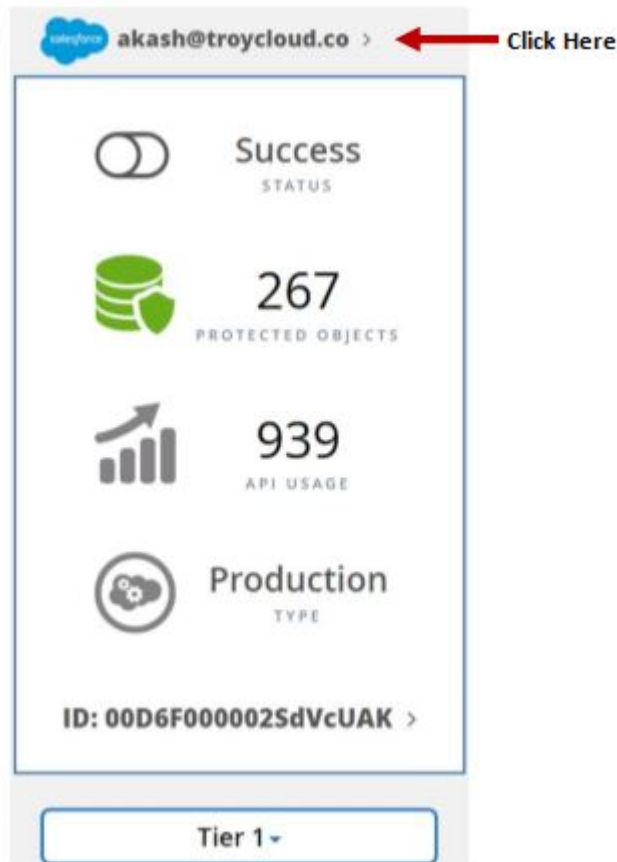 salesforce akash@troycloud.co > Click Here
Success
STATUS
267
PROTECTED OBJECTS
939
API USAGE
Production
TYPE
ID: 00D6F000002SdVcUAK >
Tier 1